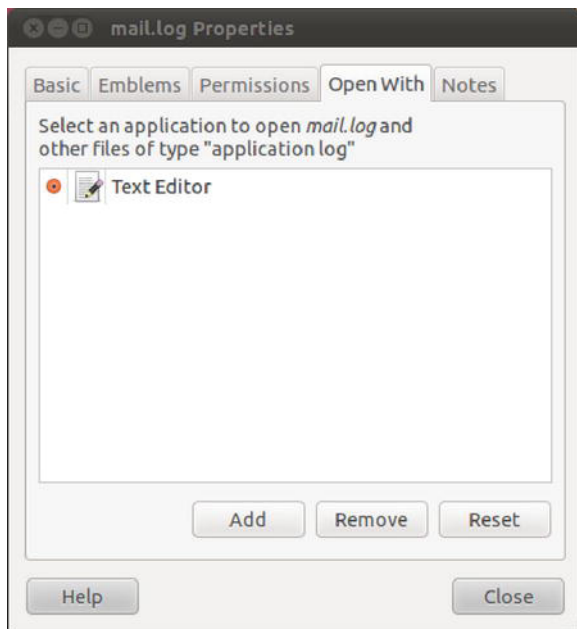 mail.log Properties
Basic Emblems Permissions Open With Notes
Select an application to open mail.log and
other files of type "application log"
Text Editor
Add Remove Reset
Help Close